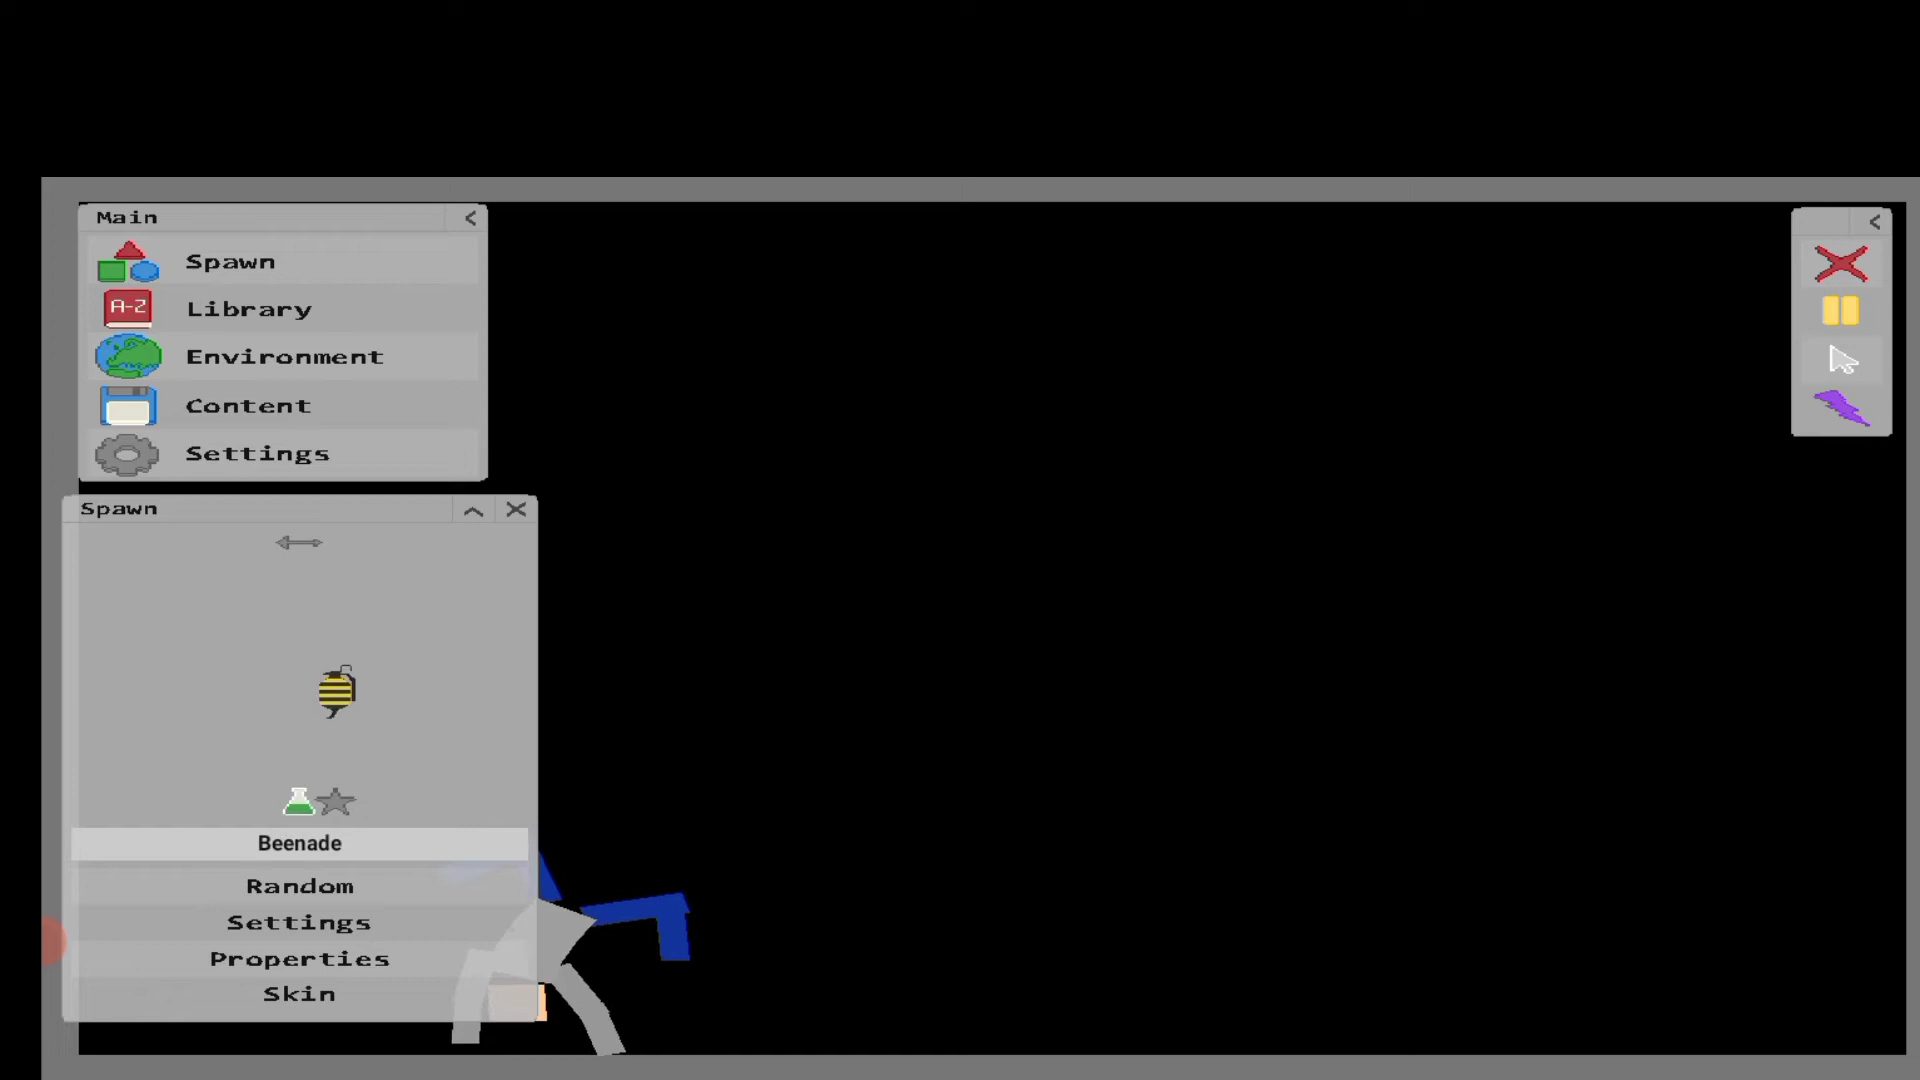 Main
Spawn
A-Z
Library
Environment
Content
Settings
Spawn
Beenade
Random
Settings
Properties
Skin